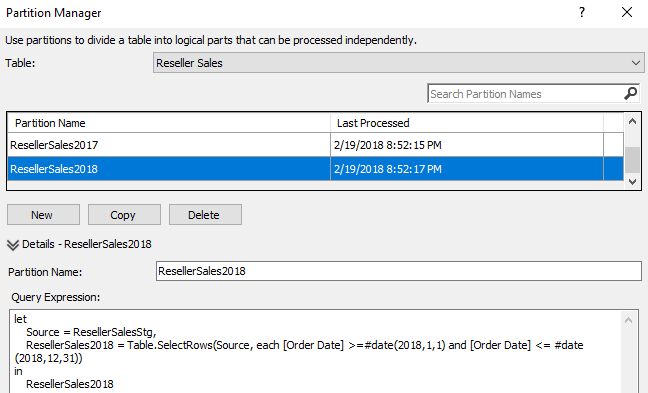 Partition Manager
?
Use partitions to divide a table into logical parts that can be processed independently.
Table: Reseller Sales
Search Partition Names
Partition Name Last Processed
ResellerSales2017 2/19/2018 8:52:15 PM
ResellerSales2018 2/19/2018 8:52:17 PM
New Copy Delete
Details - ResellerSales2018
Partition Name: ResellerSales2018
Query Expression:
let
Source = ResellerSalesStg,
ResellerSales2018 = Table.SelectRows(Source, each [Order Date] >=#date(2018,1,1) and [Order Date] <= #date
(2018,12,31))
in
ResellerSales2018